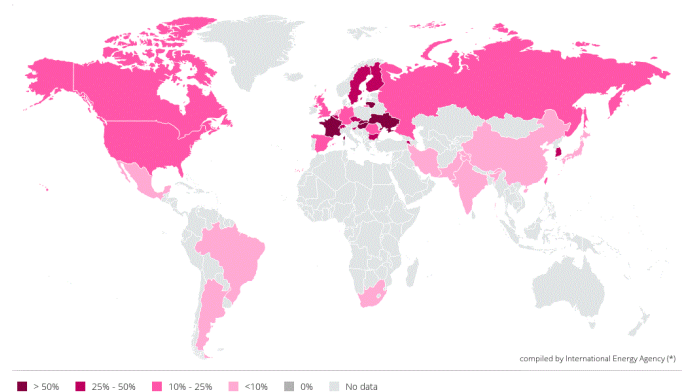 compiled by International Energy Agency (*)
> 50% 25% - 50% 10% - 25% <10% 0% No data